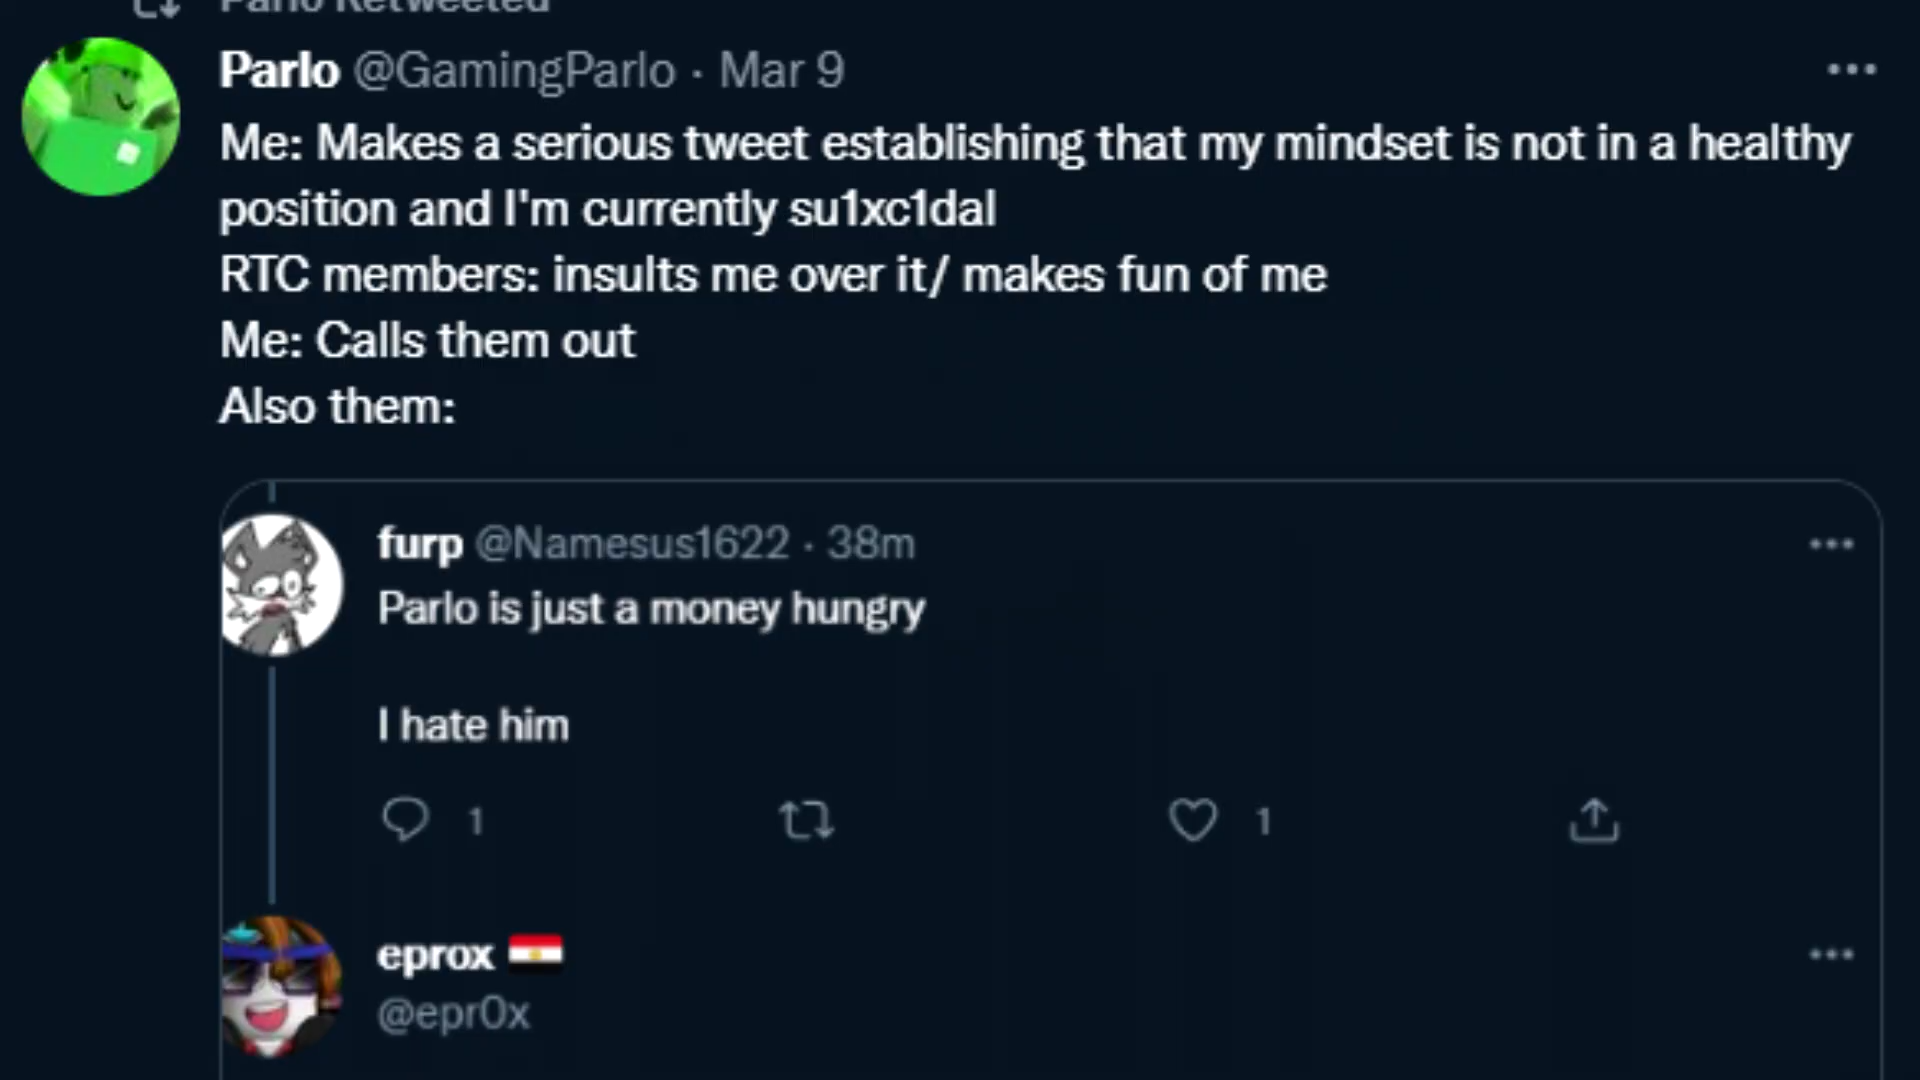 Parlo Retweeted
Parlo @GamingParlo · Mar 9
Me: Makes a serious tweet establishing that my mindset is not in a healthy
position and I'm currently su1xc1dal
RTC members: insults me over it/ makes fun of me
Me: Calls them out
Also them:
furp @Namesus1622 · 38m
Parlo is just a money hungry
I hate him
1 1
eprox
@epr0x